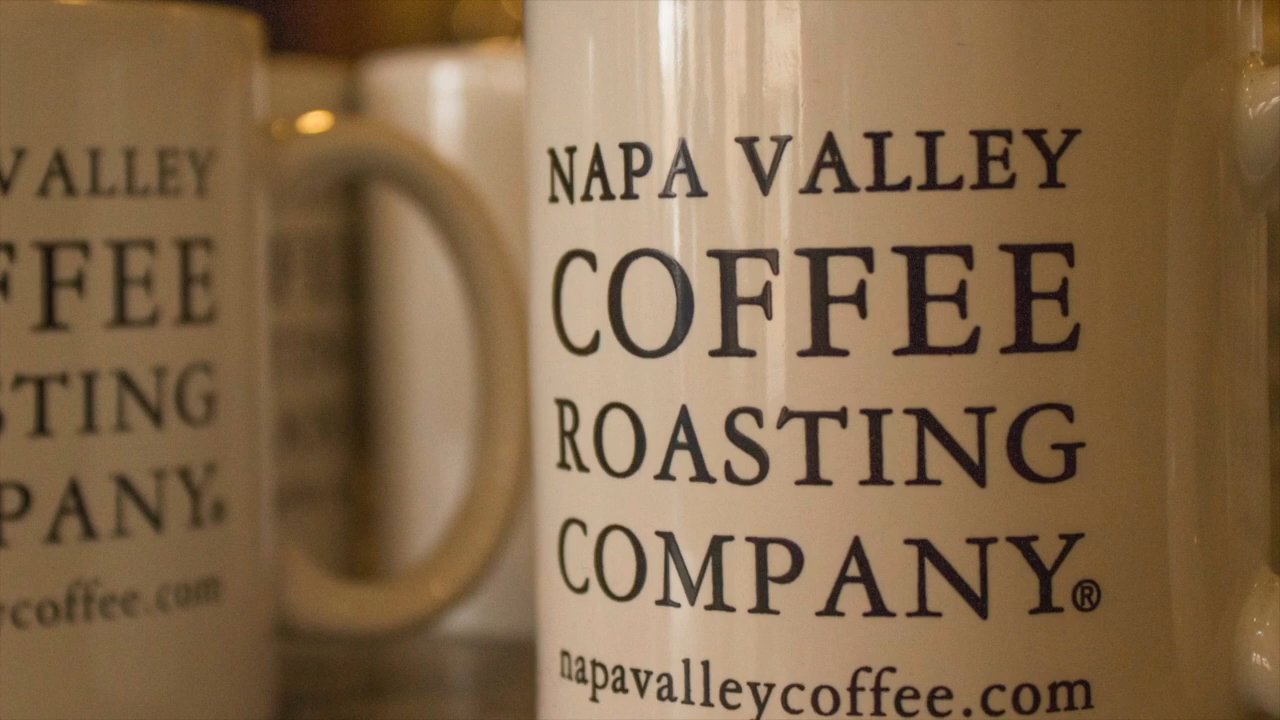 NAPA VALLEY
COFFEE
ROASTING
COMPANY®
napavalleycoffee.com
VALLEY
FFEE
STING
PANY®
ycoffee.com